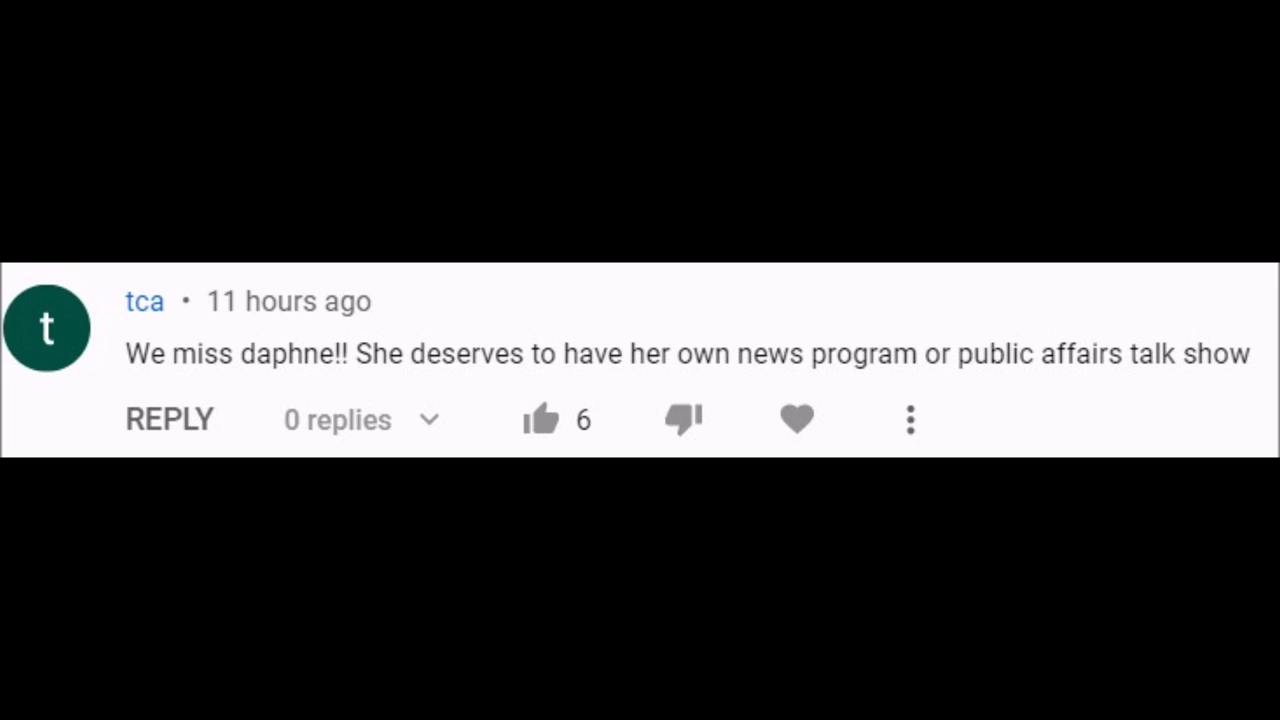 t
tca • 11 hours ago
We miss daphne!! She deserves to have her own news program or public affairs talk show
REPLY 0 replies 6